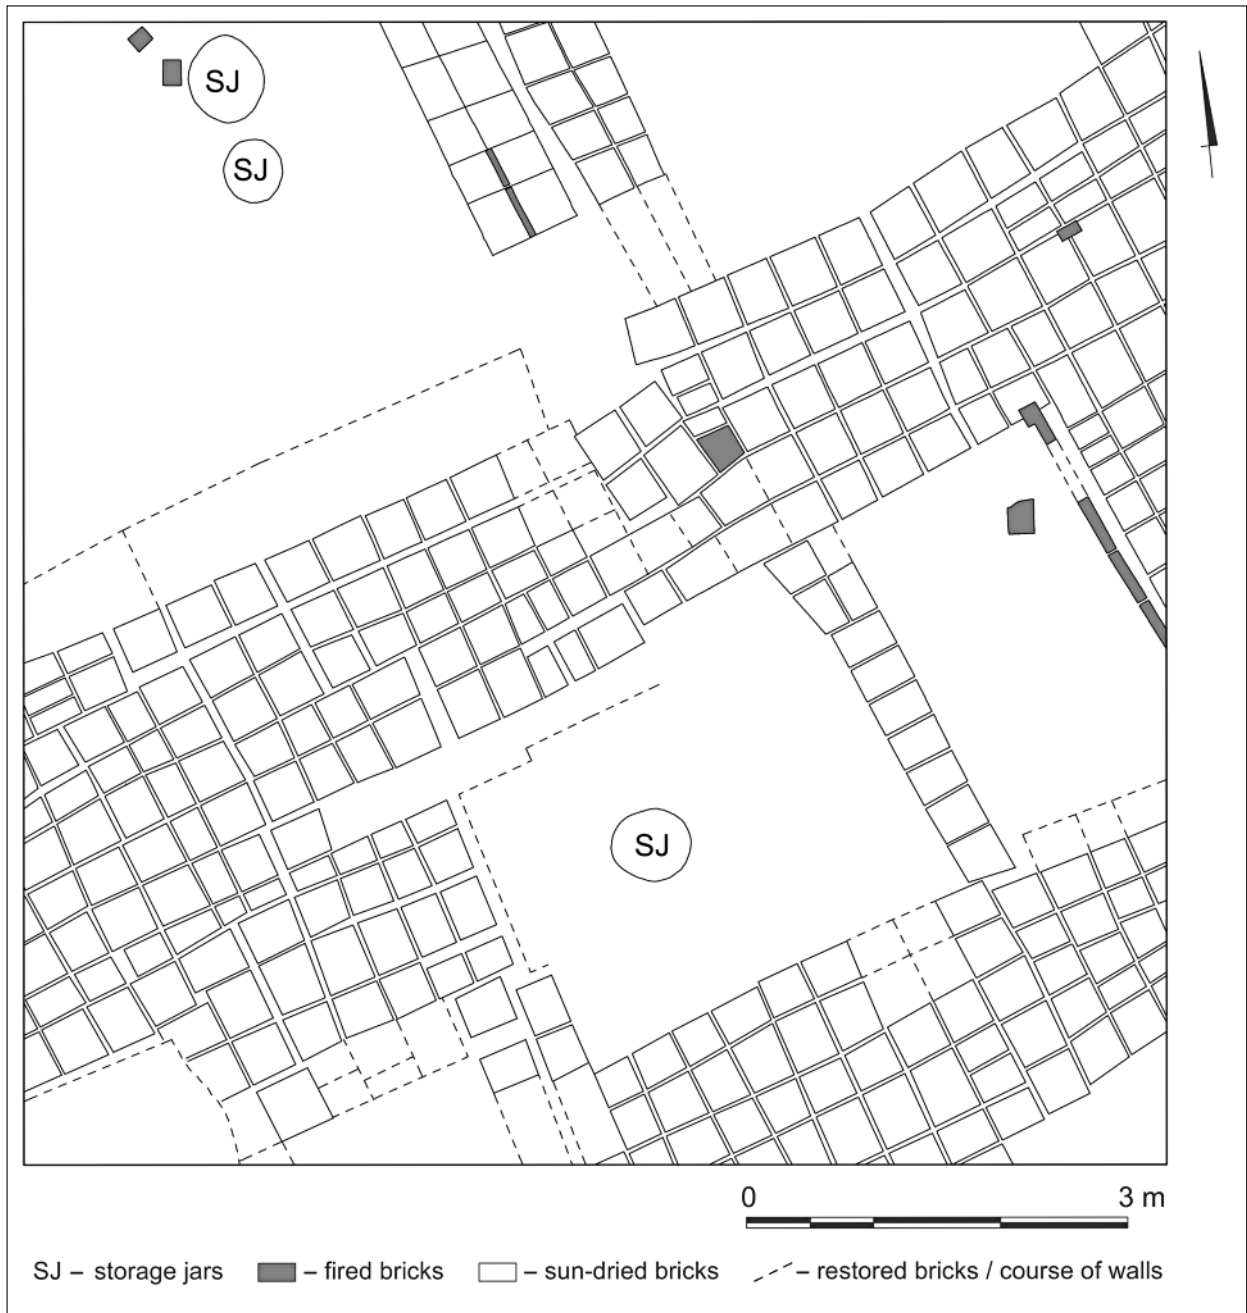 SJ
SJ
SJ
0 3 m
SJ – storage jars – fired bricks – sun-dried bricks – restored bricks / course of walls